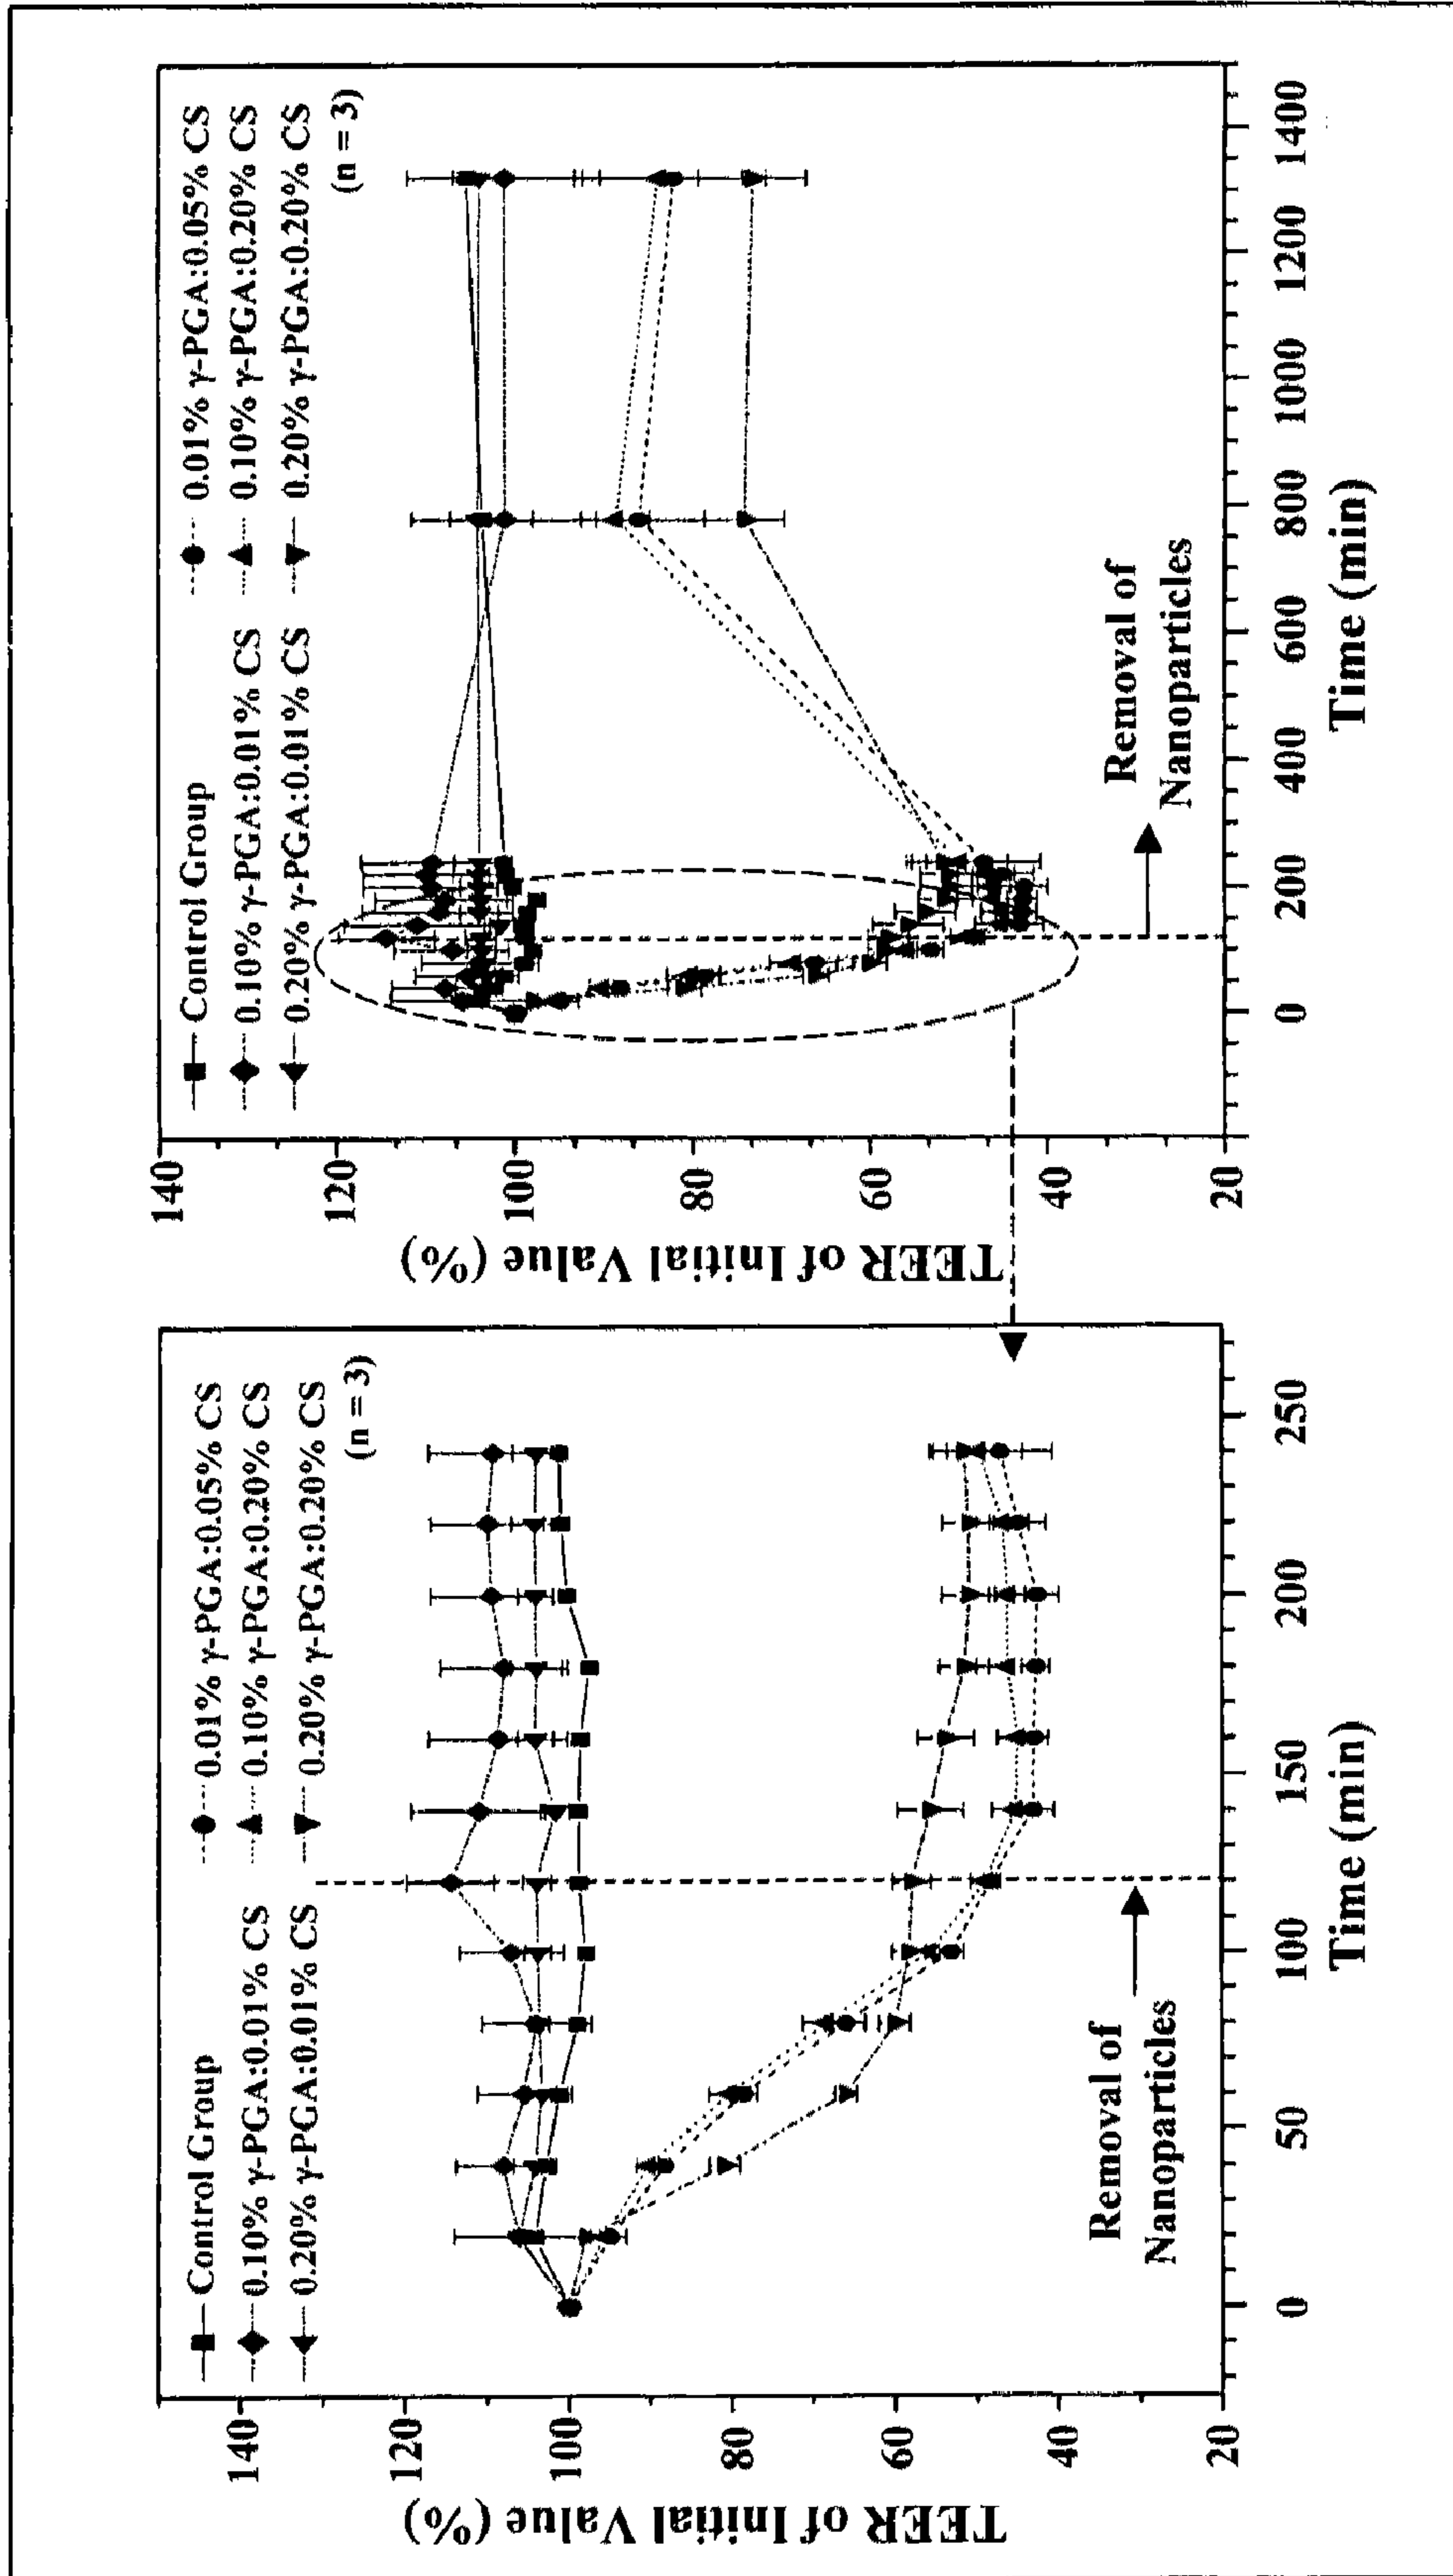 Control Group
0.01% γ-PGA:0.05% CS
0.10% γ-PGA:0.01% CS
0.10% γ-PGA:0.20% CS
0.20% γ-PGA:0.01% CS
0.20% γ-PGA:0.20% CS
(n = 3)
140
120
100
80
60
40
20
TEER of Initial Value (%)
Removal of
Nanoparticles
0
50
100
150
200
250
Time (min)
Control Group
0.01% γ-PGA:0.05% CS
0.10% γ-PGA:0.01% CS
0.10% γ-PGA:0.20% CS
0.20% γ-PGA:0.01% CS
0.20% γ-PGA:0.20% CS
(n = 3)
140
120
100
80
60
40
20
TEER of Initial Value (%)
Removal of
Nanoparticles
0
200
400
600
800
1000
1200
1400
Time (min)